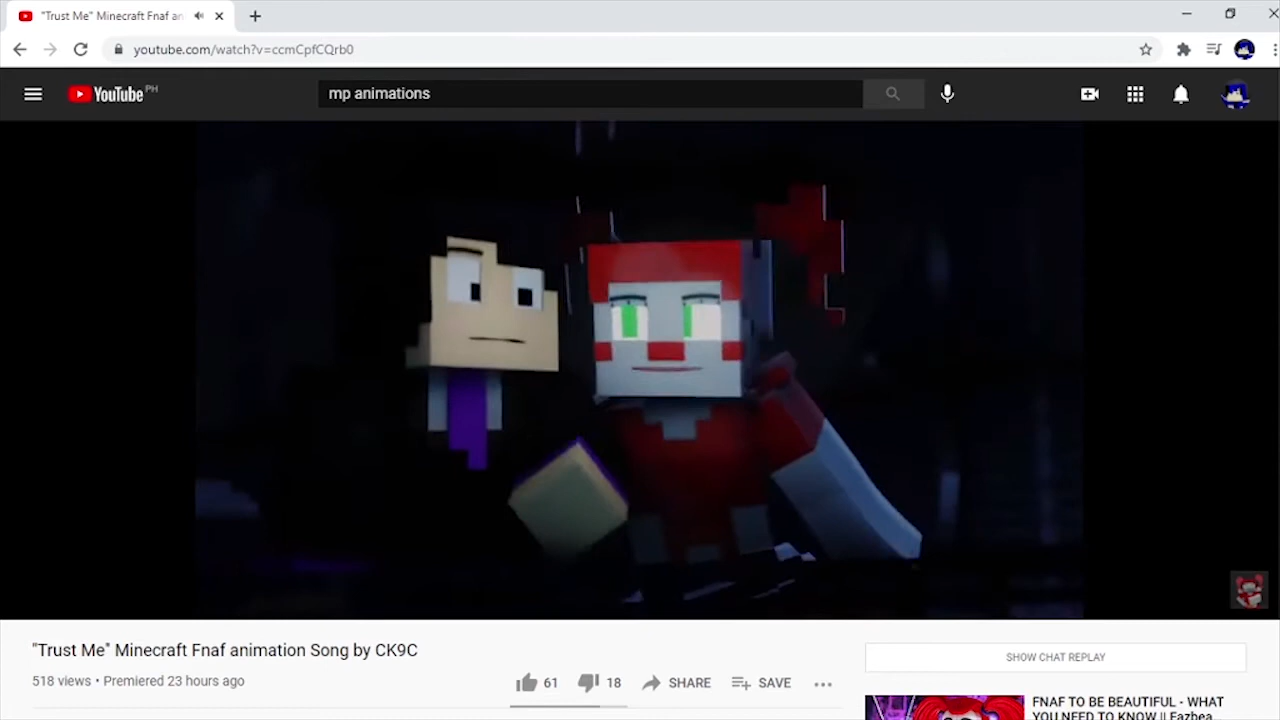 "Trust Me" Minecraft Fnaf an
youtube.com/watch?v=ccmCpfCQrb0
YouTube PH
mp animations
"Trust Me" Minecraft Fnaf animation Song by CK9C
518 views • Premiered 23 hours ago
61
18
SHARE
SAVE
SHOW CHAT REPLAY
FNAF TO BE BEAUTIFUL - WHAT
YOU NEED TO KNOW || Fazbea